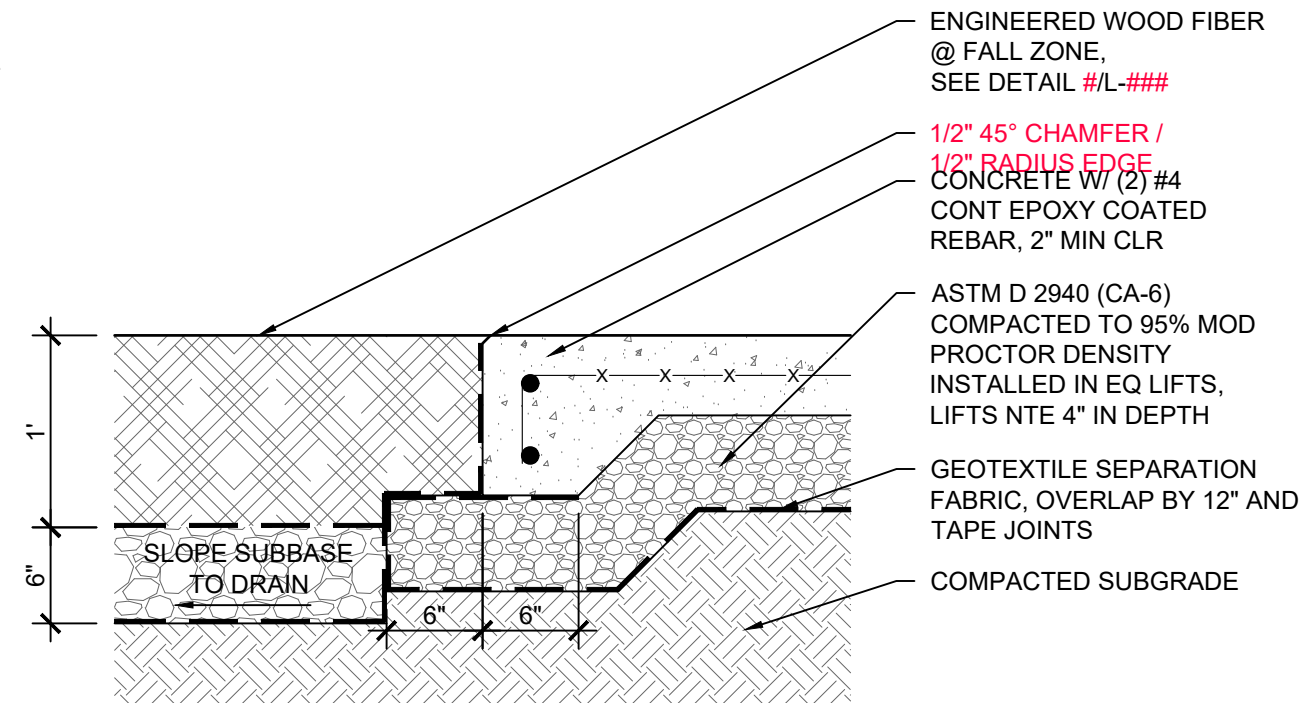 ENGINEERED WOOD FIBER
@ FALL ZONE,
SEE DETAIL #/L-###
1/2" 45° CHAMFER /
1/2" RADIUS EDGE
CONCRETE W/ (2) #4
CONT EPOXY COATED
REBAR, 2" MIN CLR
ASTM D 2940 (CA-6)
COMPACTED TO 95% MOD
PROCTOR DENSITY
INSTALLED IN EQ LIFTS,
LIFTS NTE 4" IN DEPTH
GEOTEXTILE SEPARATION
FABRIC, OVERLAP BY 12" AND
TAPE JOINTS
COMPACTED SUBGRADE
X X X X
1'
6"
SLOPE SUBBASE
TO DRAIN
6" 6"